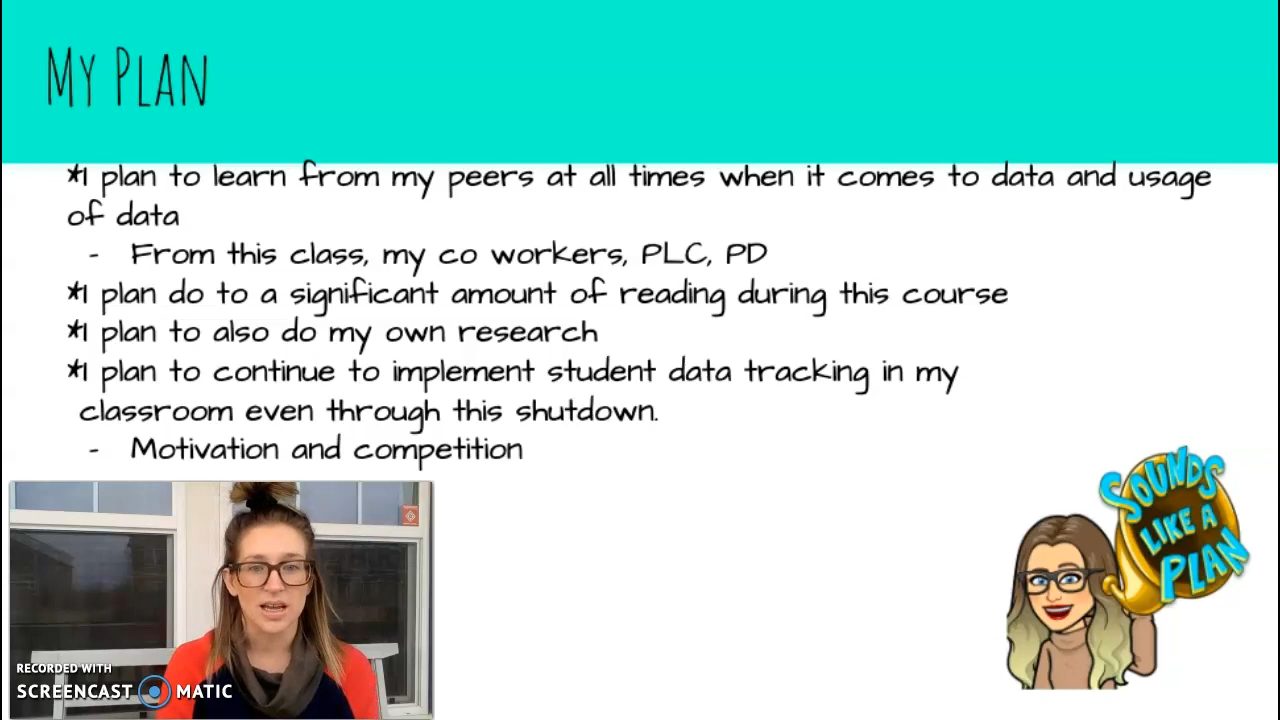 My Plan
*I plan to learn from my peers at all times when it comes to data and usage
of data
- From this class, my co workers, PLC, PD
*I plan do to a significant amount of reading during this course
*I plan to also do my own research
*I plan to continue to implement student data tracking in my
classroom even through this shutdown.
- Motivation and competition
SOUNDS
LIKE A
PLAN
RECORDED WITH
SCREENCAST MATIC